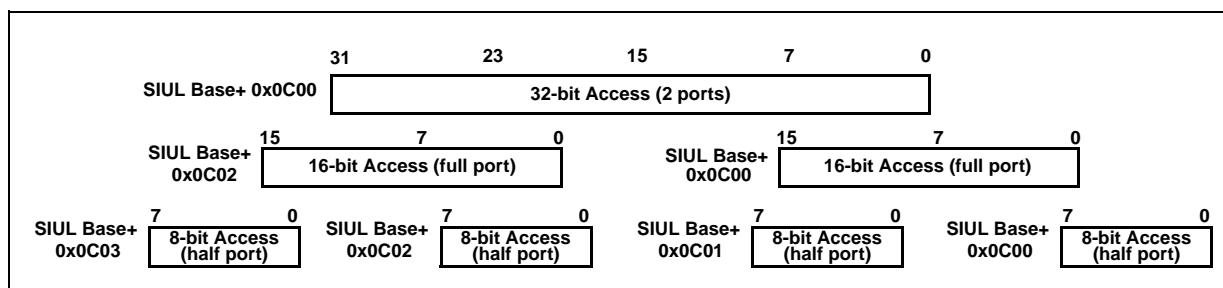 31 23 15 7 0
SIUL Base+ 0x0C00 32-bit Access (2 ports)
15 7 0 15 7 0
SIUL Base+
0x0C02
16-bit Access (full port)
SIUL Base+
0x0C00
16-bit Access (full port)
7 0 7 0 7 0 7 0
SIUL Base+
0x0C03
8-bit Access
(half port)
SIUL Base+
0x0C02
8-bit Access
(half port)
SIUL Base+
0x0C01
8-bit Access
(half port)
SIUL Base+
0x0C00
8-bit Access
(half port)